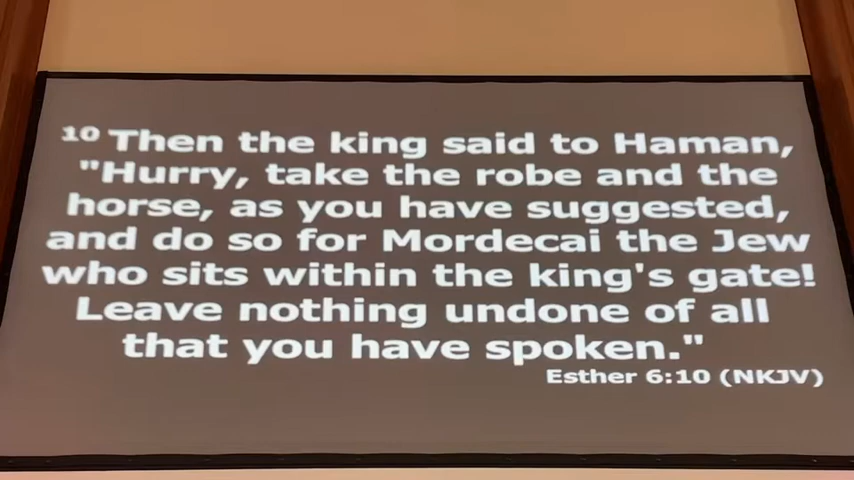 10 Then the king said to Haman,
"Hurry, take the robe and the
horse, as you have suggested,
and do so for Mordecai the Jew
who sits within the king's gate!
Leave nothing undone of all
that you have spoken."
Esther 6:10 (NKJV)